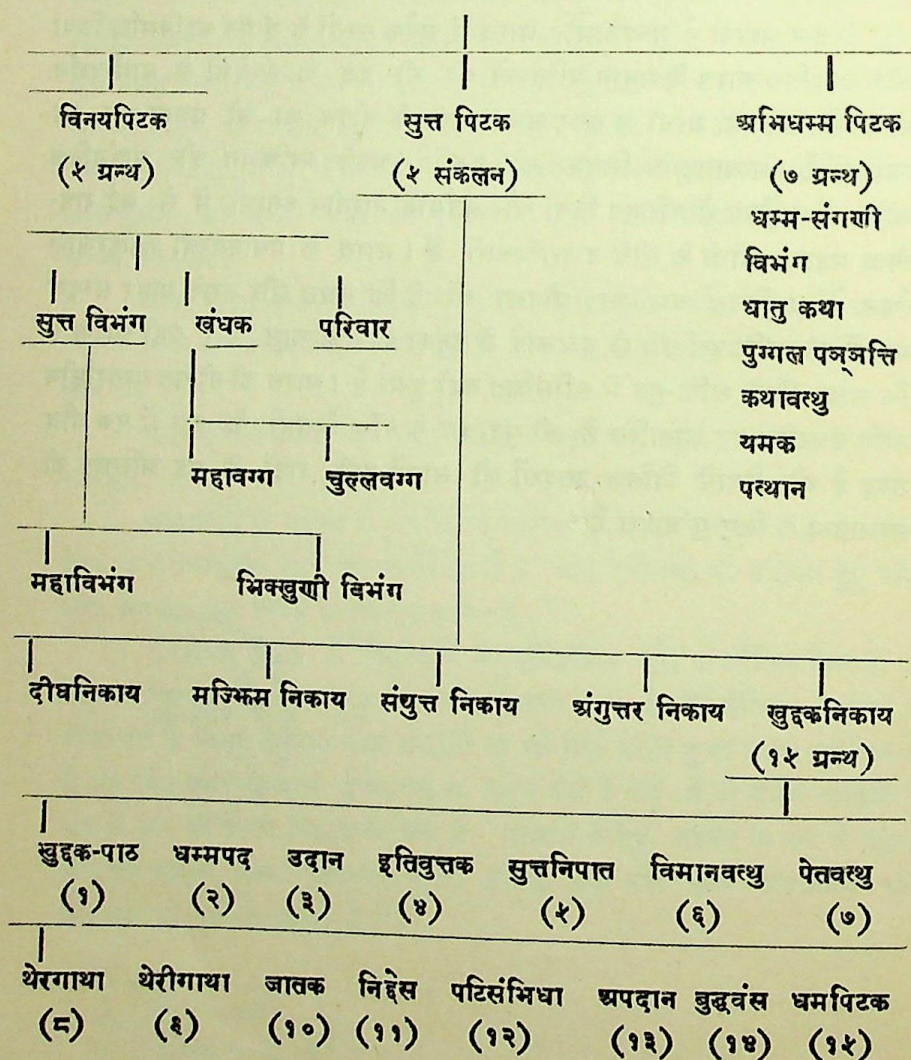 विनयपिटक सुत्त पिटक अभिधम्म पिटक
(५ ग्रन्थ) (५ संकलन) (७ ग्रन्थ)
धम्म-संगणी
विभंग
धातु कथा
सुत्त विभंग खंधक परिवार
पुग्गल पञ्ञत्ति
कथावत्थु
यमक
महावग्ग चुल्लवग्ग
पत्थान
महाविभंग भिक्खुणी विभंग
दीघनिकाय मज्झिम निकाय संयुत्त निकाय अंगुत्तर निकाय खुद्दकनिकाय
(१५ ग्रन्थ)
खुद्दक-पाठ धम्मपद उदान इतिवुत्तक सुत्तनिपात विमानवत्थु पेतवत्थु
(१) (२) (३) (४) (५) (६) (७)
थेरगाथा थेरीगाथा जातक निद्देस पटिसंभिधा अपदान बुद्धवंस धमपिटक
(८) (९) (१०) (११) (१२) (१३) (१४) (१५)